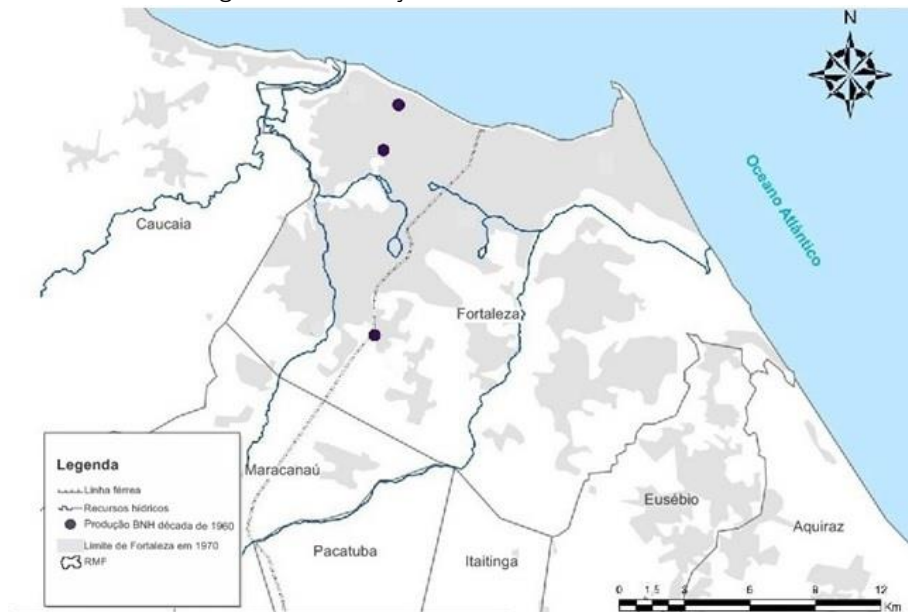 N
Oceano Atlântico
Caucaia
Fortaleza
Maracanaú
Eusébio
Aquiraz
Pacatuba
Itaitinga
Legenda
Linha férrea
Recursos hídricos
Produção BNH década de 1960
Limite de Fortaleza em 1970
RMF
0 1,5 3 6 9 12
Km